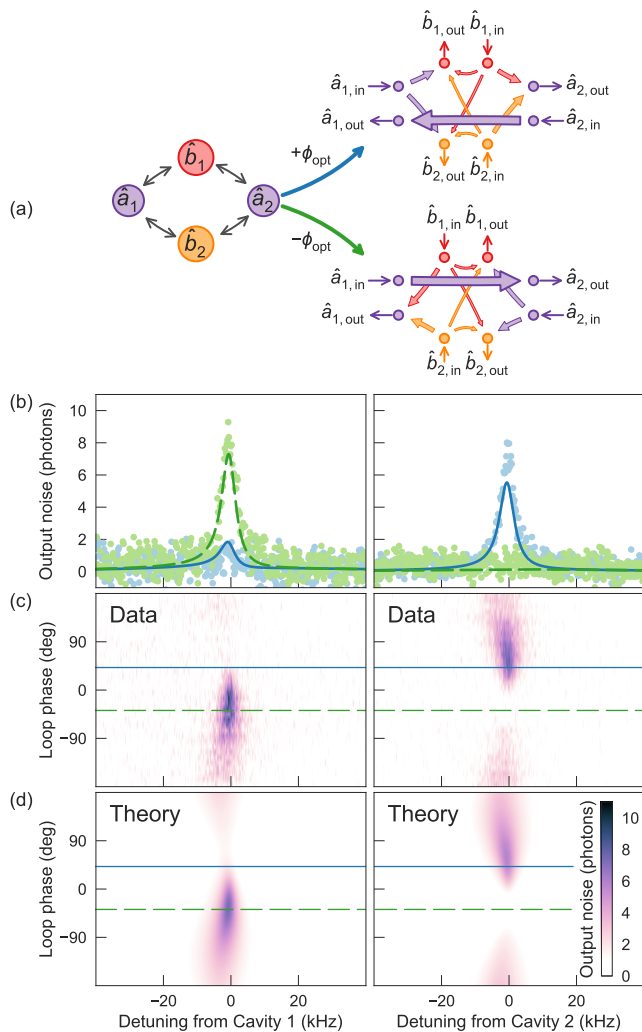 (a)
b̂₁
â₁
â₂
b̂₂
+ϕopt
−ϕopt
b̂1, out b̂1, in
â1, in
â2, out
â1, out
â2, in
b̂2, out b̂2, in
b̂1, in b̂1, out
â1, in
â2, out
â1, out
â2, in
b̂2, in b̂2, out
(b)
Output noise (photons)
10
8
6
4
2
0
(c)
Data
Data
Loop phase (deg)
90
0
−90
(d)
Theory
Theory
Loop phase (deg)
90
0
−90
Output noise (photons)
10
8
6
4
2
0
−20 0 20
−20 0 20
Detuning from Cavity 1 (kHz)
Detuning from Cavity 2 (kHz)